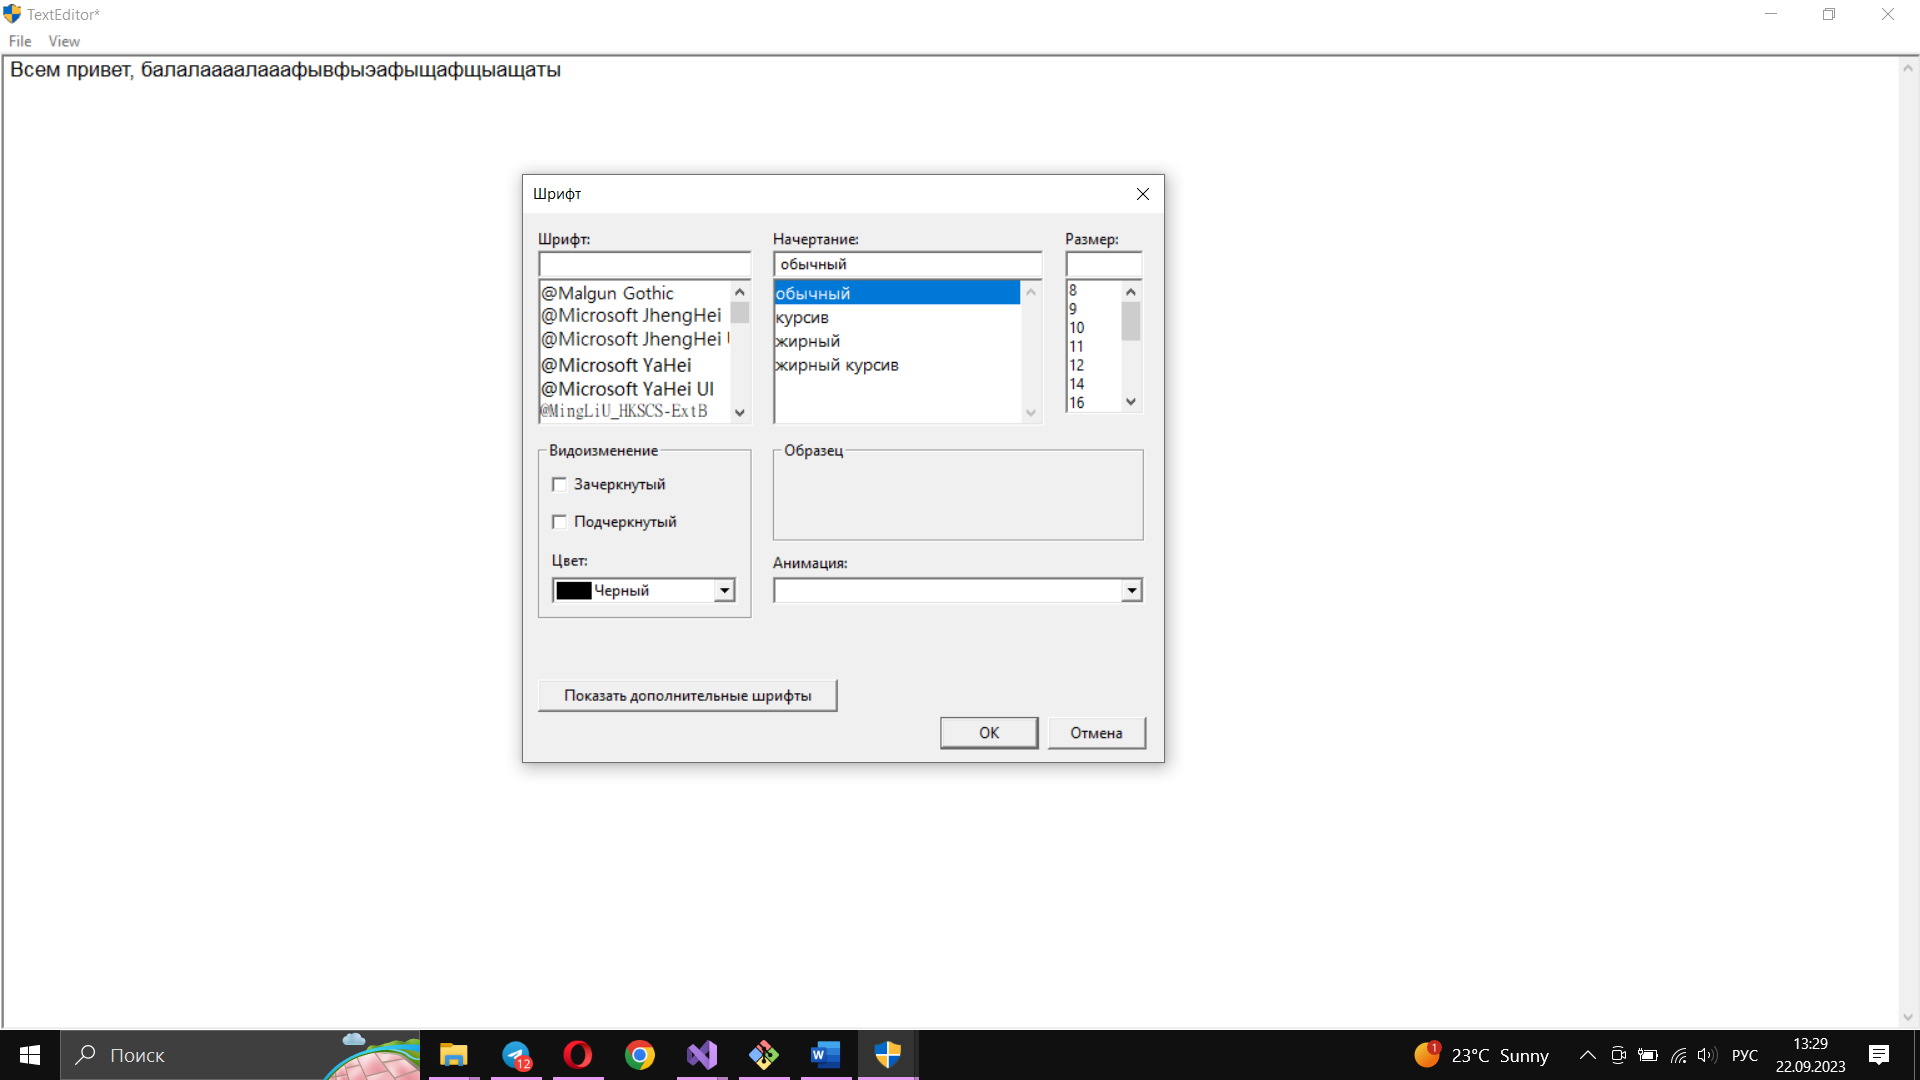 TextEditor*
File View
Всем привет, балалаааалааафывфыэафыщафщыащаты
Шрифт
Шрифт:
@Malgun Gothic
@Microsoft JhengHei
@Microsoft JhengHei
@Microsoft YaHei
@Microsoft YaHei UI
@MingLiU_HKSCS-ExtB
Начертание:
обычный
обычный
курсив
жирный
жирный курсив
Размер:
8
9
10
11
12
14
16
Видоизменение
Зачеркнутый
Подчеркнутый
Цвет:
Черный
Образец
Анимация:
Показать дополнительные шрифты
ОК
Отмена
Поиск
12
W
1
23°C Sunny
РУС
13:29
22.09.2023